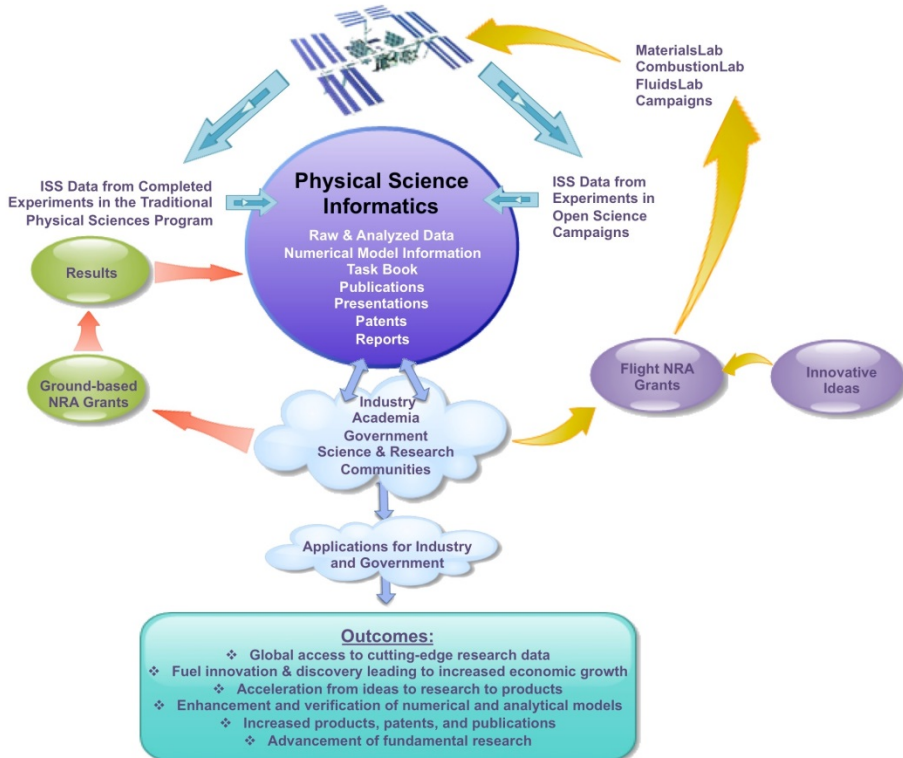 MaterialsLab
CombustionLab
FluidsLab
Campaigns
ISS Data from Completed
Experiments in the Traditional
Physical Sciences Program
Physical Science
Informatics
Raw & Analyzed Data
Numerical Model Information
Task Book
Publications
Presentations
Patents
Reports
ISS Data from
Experiments in
Open Science
Campaigns
Results
Ground-based
NRA Grants
Flight NRA
Grants
Innovative
Ideas
Industry
Academia
Government
Science & Research
Communities
Applications for Industry
and Government
Outcomes:
❖ Global access to cutting-edge research data
❖ Fuel innovation & discovery leading to increased economic growth
❖ Acceleration from ideas to research to products
❖ Enhancement and verification of numerical and analytical models
❖ Increased products, patents, and publications
❖ Advancement of fundamental research